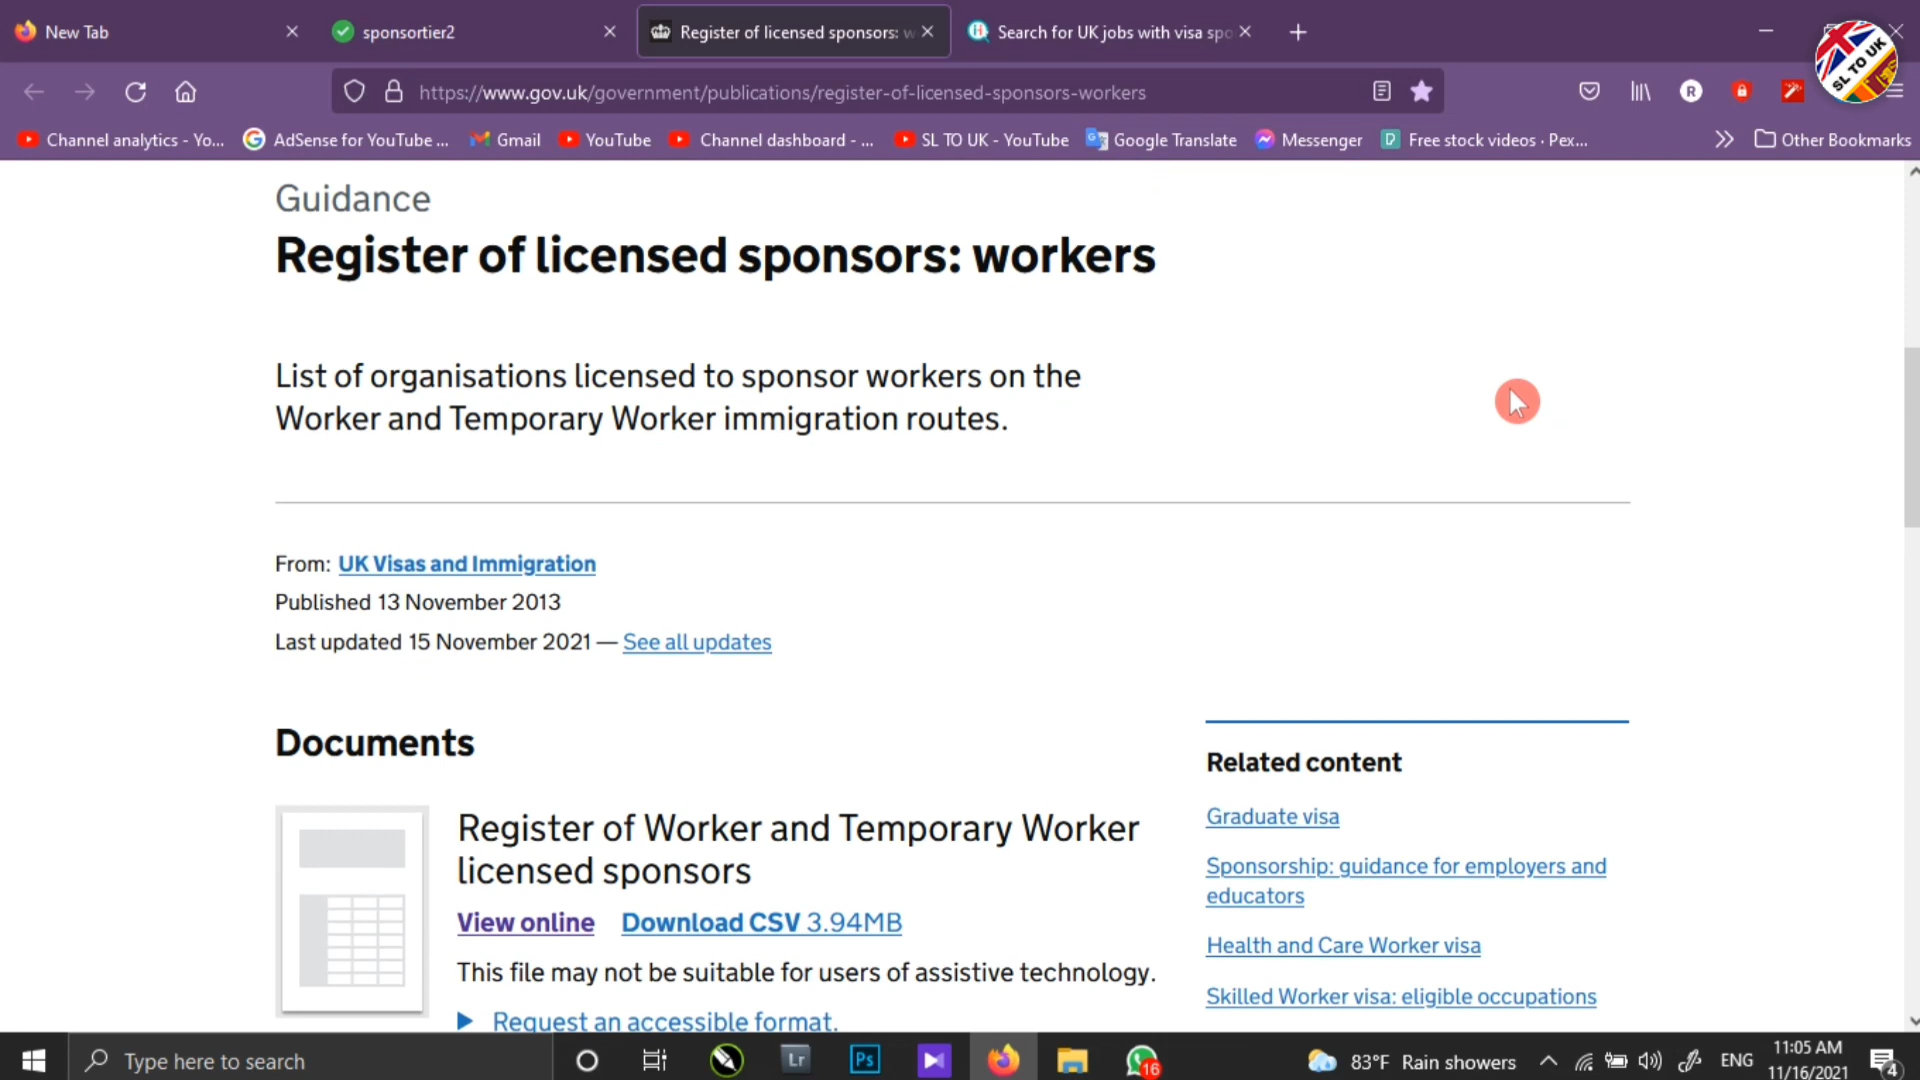 New Tab
sponsortier2
Register of licensed sponsors: w
Search for UK jobs with visa spo
SL TO UK
https://www.gov.uk/government/publications/register-of-licensed-sponsors-workers
R
Channel analytics - Yo...
AdSense for YouTube ...
Gmail
YouTube
Channel dashboard - ...
SL TO UK - YouTube
Google Translate
Messenger
Free stock videos · Pex...
Other Bookmarks
Guidance
Register of licensed sponsors: workers
List of organisations licensed to sponsor workers on the
Worker and Temporary Worker immigration routes.
From: UK Visas and Immigration
Published 13 November 2013
Last updated 15 November 2021 — See all updates
Documents
Register of Worker and Temporary Worker
licensed sponsors
View online Download CSV 3.94MB
This file may not be suitable for users of assistive technology.
Request an accessible format.
Related content
Graduate visa
Sponsorship: guidance for employers and
educators
Health and Care Worker visa
Skilled Worker visa: eligible occupations
Type here to search
Lr
Ps
16
83°F Rain showers
ENG
11:05 AM
11/16/2021
4